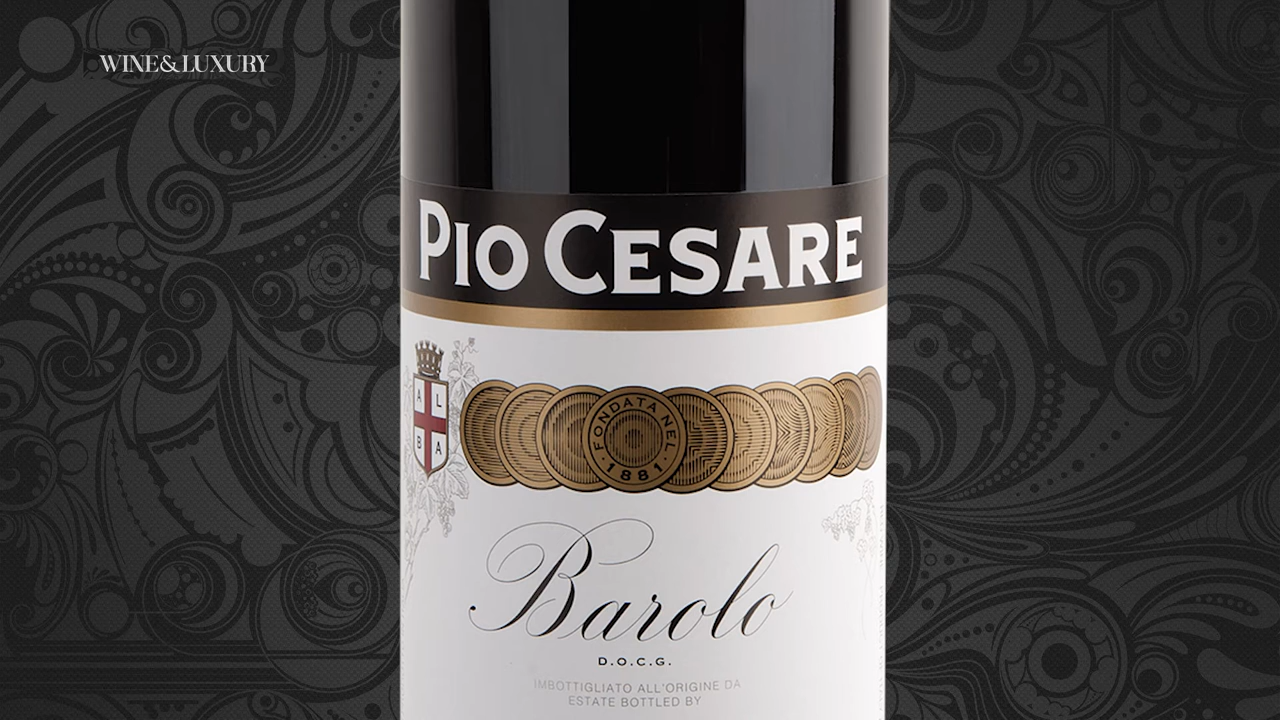 WINE&LUXURY
PIO CESARE
A L
B A
FONDATA NEL
· 1881 ·
Barolo
D.O.C.G.
IMBOTTIGLIATO ALL'ORIGINE DA
ESTATE BOTTLED BY